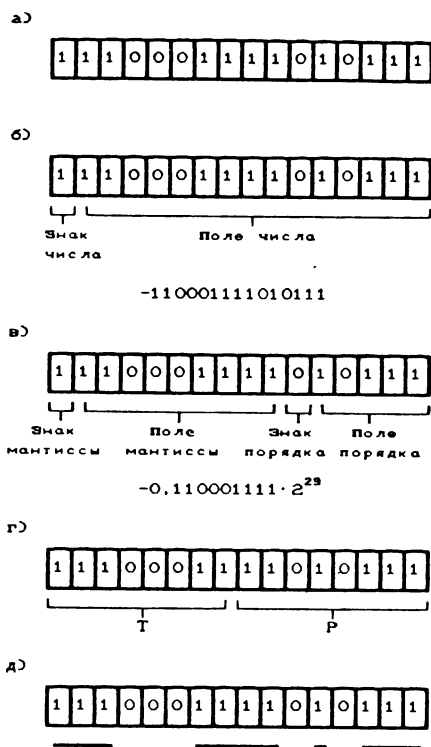 а)
1 1 1 0 0 0 1 1 1 1 0 1 0 1 1 1
б)
1 1 1 0 0 0 1 1 1 1 0 1 0 1 1 1
Знак Поле числа
числа
-110001111010111
в)
1 1 1 0 0 0 1 1 1 1 0 1 0 1 1 1
Знак Поле Знак Поле
мантиссы мантиссы порядка порядка
-0,110001111·2²⁹
г)
1 1 1 0 0 0 1 1 1 1 0 1 0 1 1 1
Т Р
д)
1 1 1 0 0 0 1 1 1 1 0 1 0 1 1 1